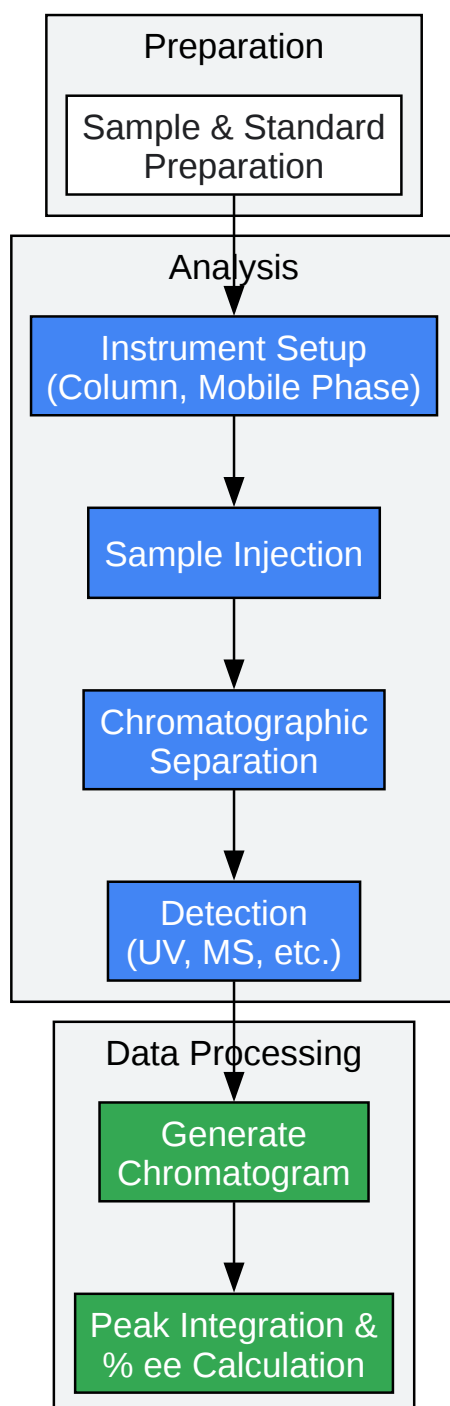 Preparation
Sample & Standard
Preparation
Analysis
Instrument Setup
(Column, Mobile Phase)
Sample Injection
Chromatographic
Separation
Detection
(UV, MS, etc.)
Data Processing
Generate
Chromatogram
Peak Integration &
% ee Calculation